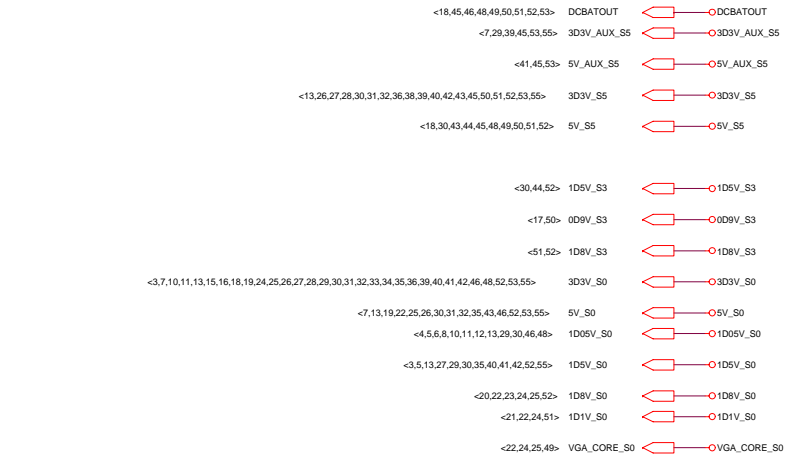 <18,45,46,48,49,50,51,52,53> DCBATOUT DCBATOUT
<7,29,39,45,53,55> 3D3V_AUX_S5 3D3V_AUX_S5
<41,45,53> 5V_AUX_S5 5V_AUX_S5
<13,26,27,28,30,31,32,36,38,39,40,42,43,45,50,51,52,53,55> 3D3V_S5 3D3V_S5
<18,30,43,44,45,48,49,50,51,52> 5V_S5 5V_S5
<30,44,52> 1D5V_S3 1D5V_S3
<17,50> 0D9V_S3 0D9V_S3
<51,52> 1D8V_S3 1D8V_S3
<3,7,10,11,13,15,16,18,19,24,25,26,27,28,29,30,31,32,33,34,35,36,39,40,41,42,46,48,52,53,55> 3D3V_S0 3D3V_S0
<7,13,19,22,25,26,30,31,32,35,43,46,52,53,55> 5V_S0 5V_S0
<4,5,6,8,10,11,12,13,29,30,46,48> 1D05V_S0 1D05V_S0
<3,5,13,27,29,30,35,40,41,42,52,55> 1D5V_S0 1D5V_S0
<20,22,23,24,25,52> 1D8V_S0 1D8V_S0
<21,22,24,51> 1D1V_S0 1D1V_S0
<22,24,25,49> VGA_CORE_S0 VGA_CORE_S0